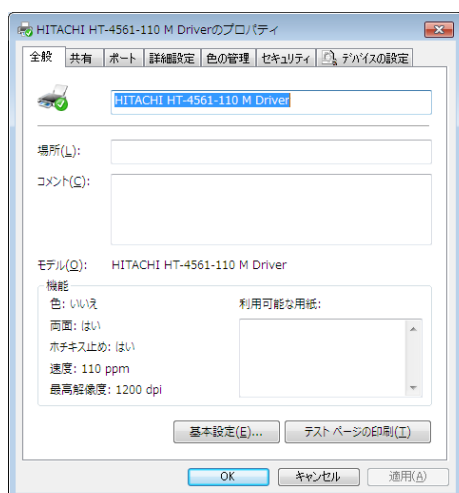 HITACHI HT-4561-110 M Driverのプロパティ
全般 共有 ポート 詳細設定 色の管理 セキュリティ デバイスの設定
HITACHI HT-4561-110 M Driver
場所(L):
コメント(C):
モデル(O): HITACHI HT-4561-110 M Driver
機能
色: いいえ 利用可能な用紙:
両面: はい
ホチキス止め: はい
速度: 110 ppm
最高解像度: 1200 dpi
基本設定(E)... テスト ページの印刷(T)
OK キャンセル 適用(A)